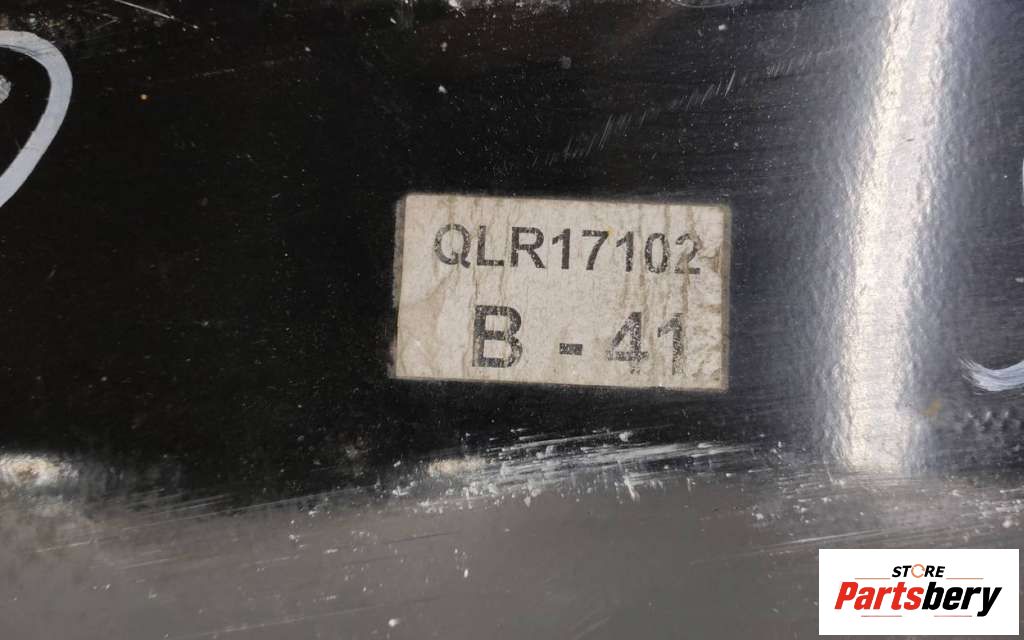 QLR17102
B - 41
STORE
Partsbery